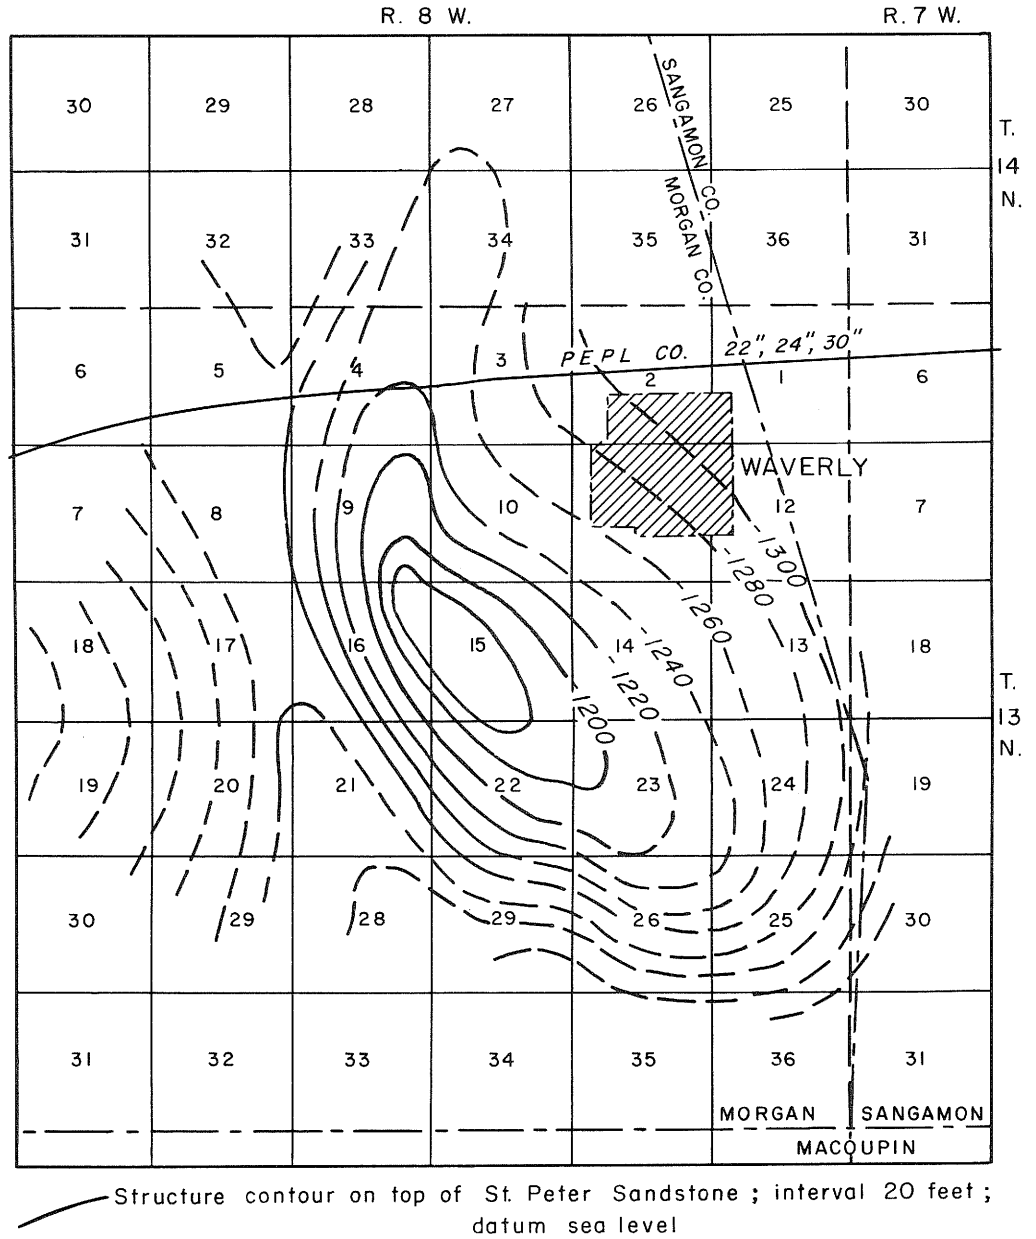 R. 8 W. R. 7 W.
30 29 28 27 26 25 30
T.
14
N.
SANGAMON CO.
MORGAN CO.
31 32 33 34 35 36 31
PEPL CO. 22", 24", 30"
6 5 4 3 2 1 6
WAVERLY
7 8 9 10 12 7
-1300
-1280
-1260
-1240
-1220
-1200
18 17 16 15 14 13 18
T.
13
N.
19 20 21 22 23 24 19
30 29 28 29 26 25 30
31 32 33 34 35 36 31
MORGAN SANGAMON
MACOUPIN
Structure contour on top of St. Peter Sandstone ; interval 20 feet ;
datum sea level